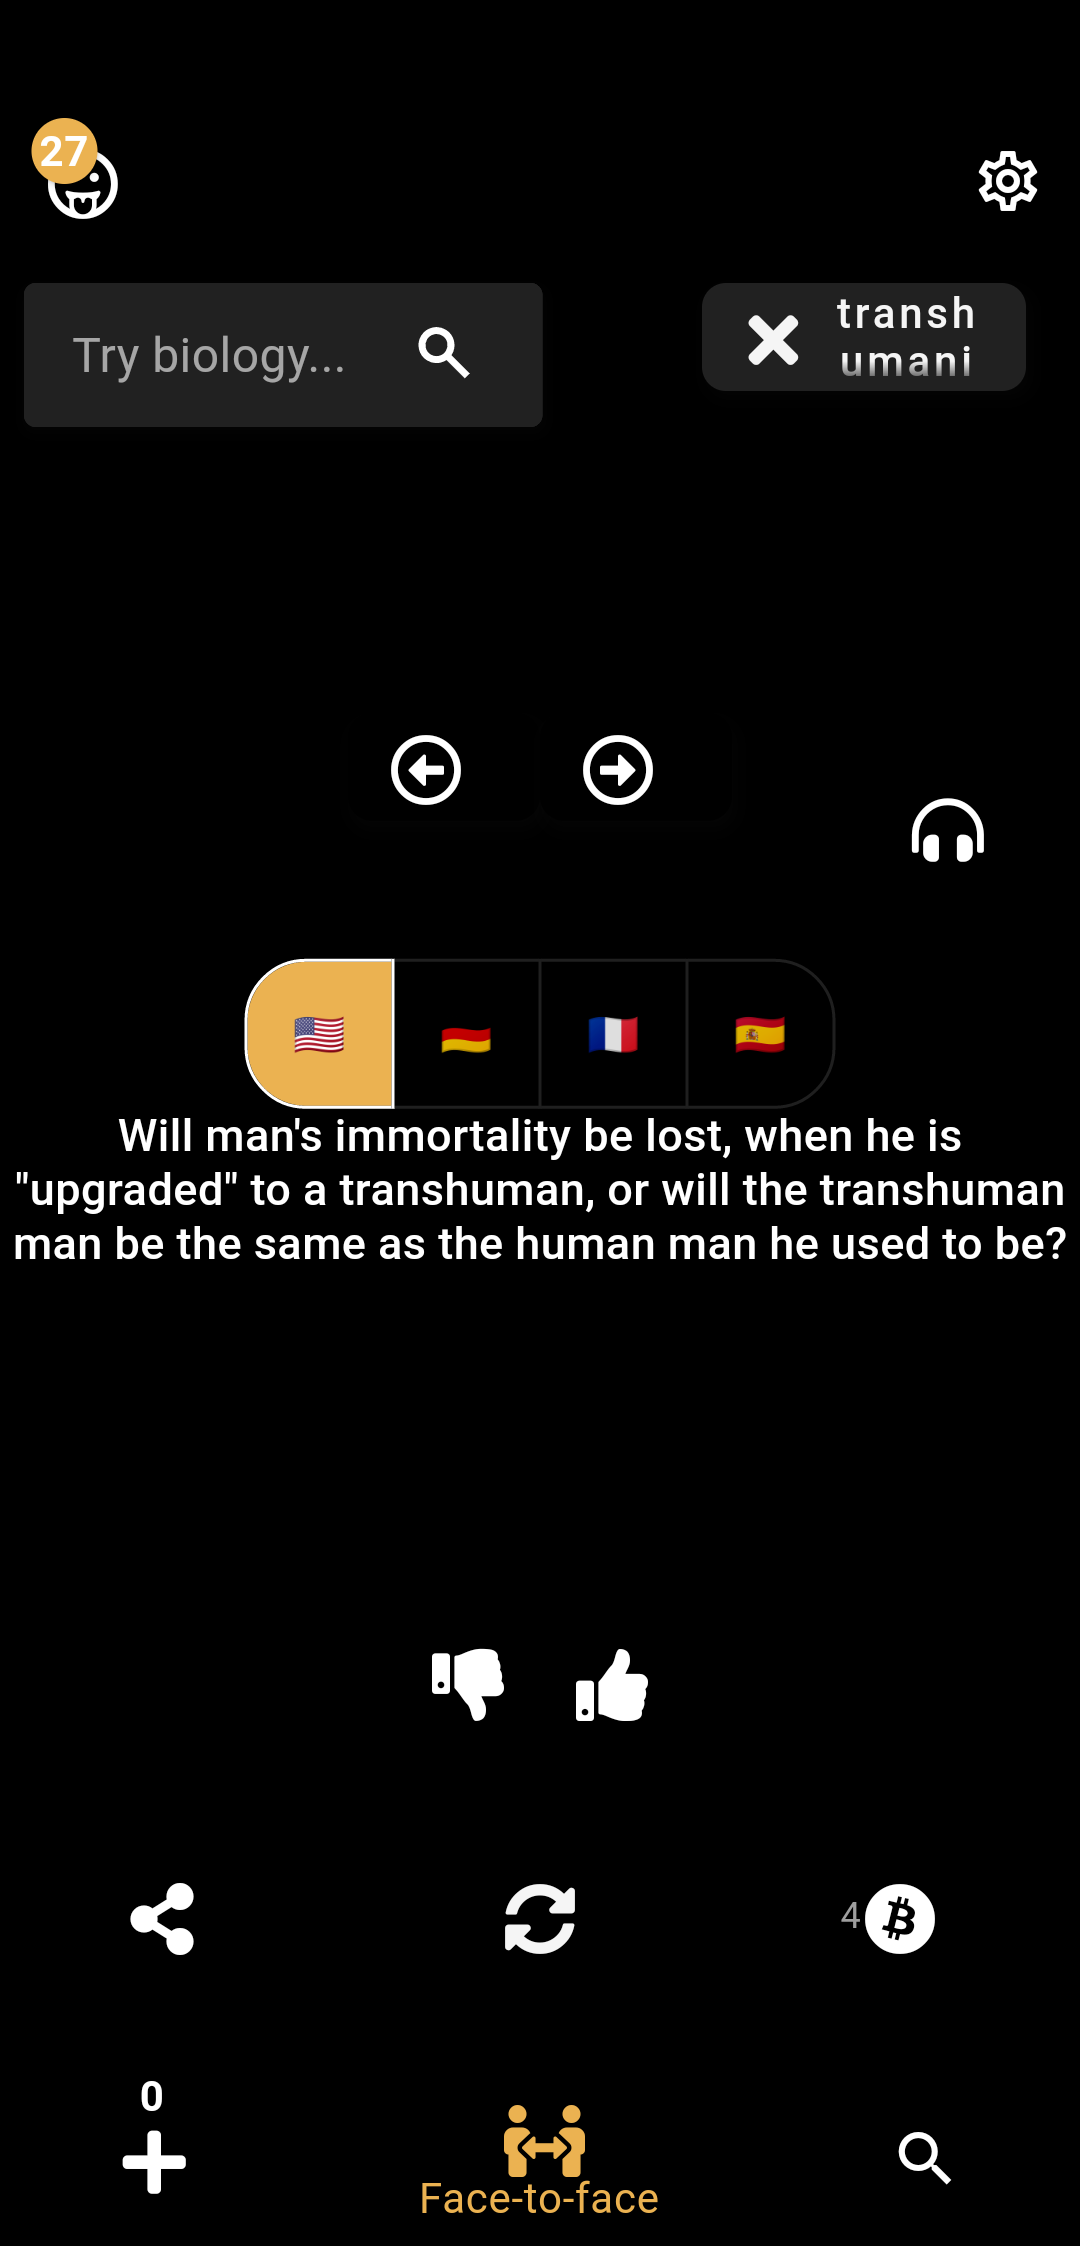 27
Try biology...
transh
umani
Will man's immortality be lost, when he is
"upgraded" to a transhuman, or will the transhuman
man be the same as the human man he used to be?
4
0
Face-to-face